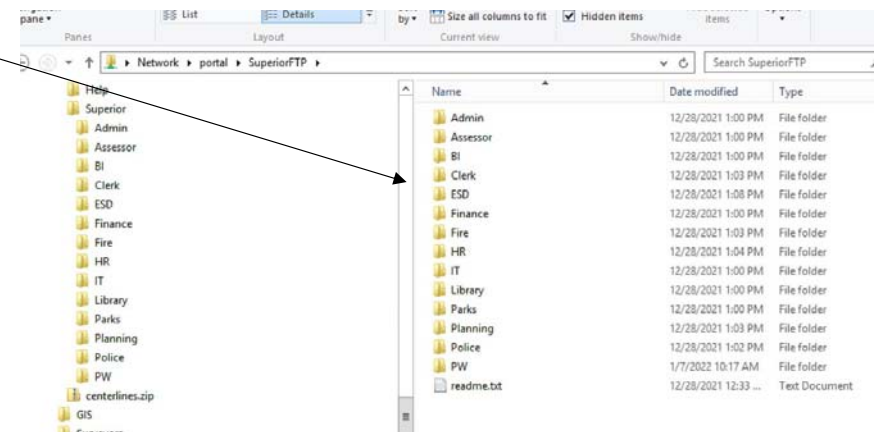 pane
List
Details
by
Size all columns to fit
Hidden items
items
Panes
Layout
Current view
Show/hide
Network portal SuperiorFTP
Search SuperiorFTP
Help
Superior
Admin
Assessor
BI
Clerk
ESD
Finance
Fire
HR
IT
Library
Parks
Planning
Police
PW
centerlines.zip
GIS
Name Date modified Type
Admin 12/28/2021 1:00 PM File folder
Assessor 12/28/2021 1:00 PM File folder
BI 12/28/2021 1:00 PM File folder
Clerk 12/28/2021 1:03 PM File folder
ESD 12/28/2021 1:08 PM File folder
Finance 12/28/2021 1:00 PM File folder
Fire 12/28/2021 1:03 PM File folder
HR 12/28/2021 1:04 PM File folder
IT 12/28/2021 1:00 PM File folder
Library 12/28/2021 1:00 PM File folder
Parks 12/28/2021 1:00 PM File folder
Planning 12/28/2021 1:03 PM File folder
Police 12/28/2021 1:02 PM File folder
PW 1/7/2022 10:17 AM File folder
readme.txt 12/28/2021 12:33 ... Text Document